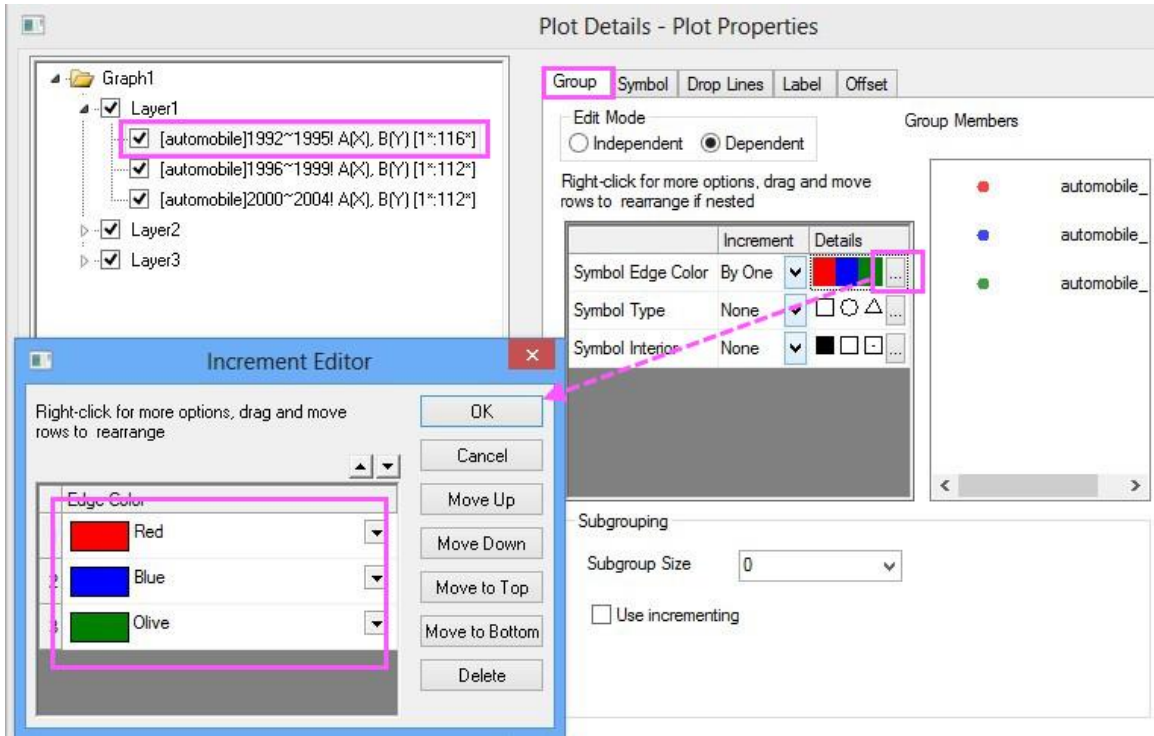 Plot Details - Plot Properties
Graph1
Layer1
[automobile]1992~1995! A(X), B(Y) [1*:116*]
[automobile]1996~1999! A(X), B(Y) [1*:112*]
[automobile]2000~2004! A(X), B(Y) [1*:112*]
Layer2
Layer3
Group Symbol Drop Lines Label Offset
Edit Mode
Independent Dependent
Group Members
Right-click for more options, drag and move
rows to rearrange if nested
Increment Details
Symbol Edge Color By One ...
Symbol Type None ...
Symbol Interior None ...
automobile_
automobile_
automobile_
Subgrouping
Subgroup Size 0
Use incrementing
Increment Editor
Right-click for more options, drag and move
rows to rearrange
Edge Color
Red
2 Blue
3 Olive
OK
Cancel
Move Up
Move Down
Move to Top
Move to Bottom
Delete